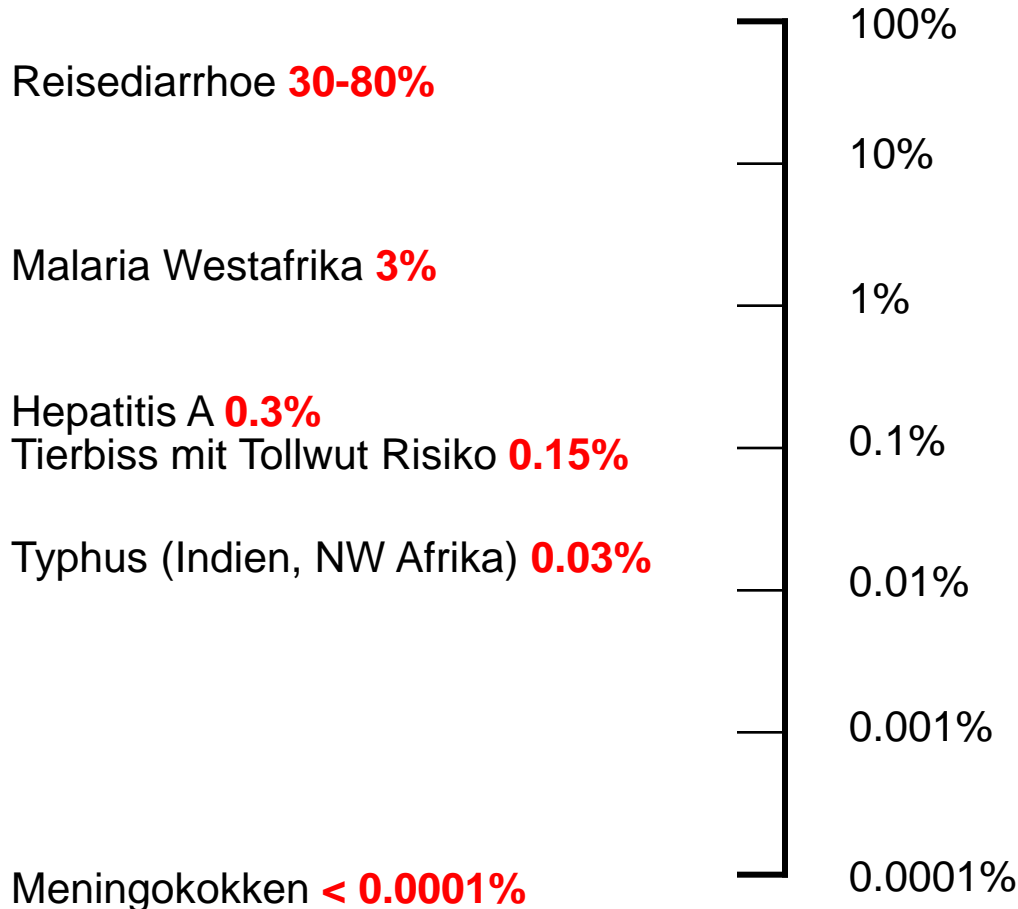 100%
Reisediarrhoe 30-80%
10%
Malaria Westafrika 3%
1%
Hepatitis A 0.3%
Tierbiss mit Tollwut Risiko 0.15%
0.1%
Typhus (Indien, NW Afrika) 0.03%
0.01%
0.001%
Meningokokken < 0.0001%
0.0001%